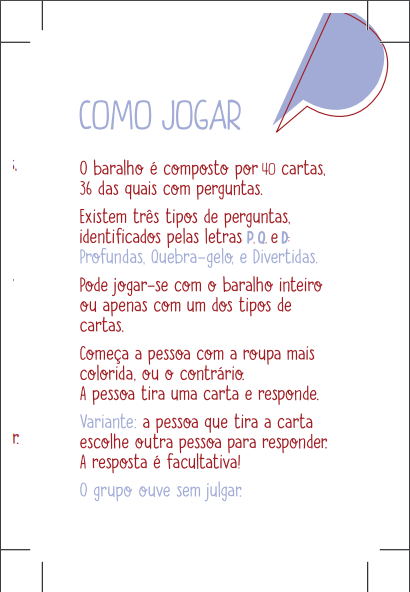 COMO JOGAR
O baralho é composto por 40 cartas,
36 das quais com perguntas.
Existem três tipos de perguntas,
identificados pelas letras P, Q, e D:
Profundas, Quebra-gelo, e Divertidas.
Pode jogar-se com o baralho inteiro
ou apenas com um dos tipos de
cartas.
Começa a pessoa com a roupa mais
colorida, ou o contrário.
A pessoa tira uma carta e responde.
Variante: a pessoa que tira a carta
escolhe outra pessoa para responder.
A resposta é facultativa!
O grupo ouve sem julgar.